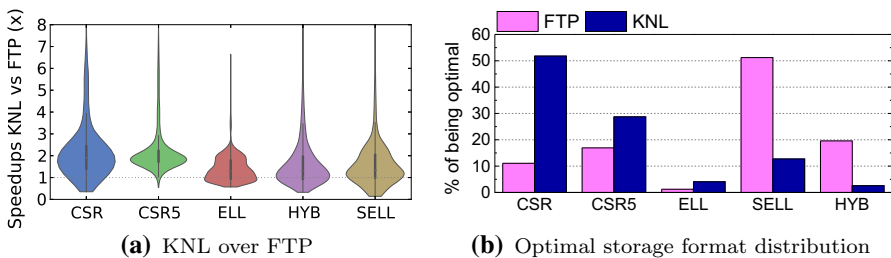 Speedups KNL vs FTP (x)
8
7
6
5
4
3
2
1
0
CSR CSR5 ELL HYB SELL
(a) KNL over FTP
FTP KNL
% of being optimal
60
50
40
30
20
10
0
CSR CSR5 ELL SELL HYB
(b) Optimal storage format distribution